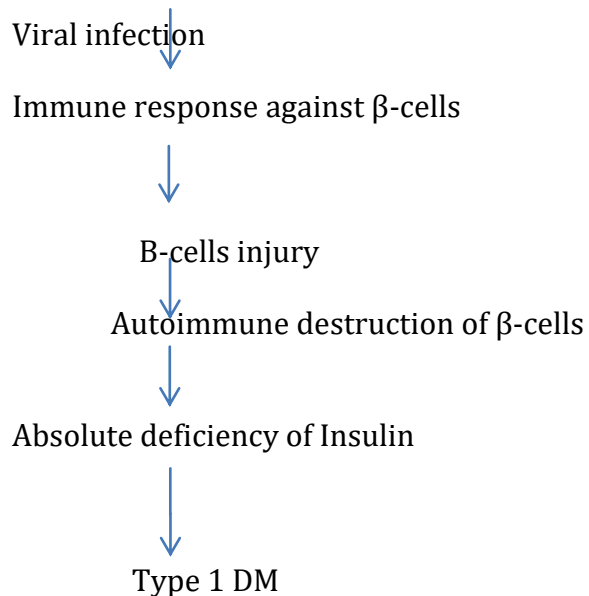 Viral infection
Immune response against β-cells
B-cells injury
Autoimmune destruction of β-cells
Absolute deficiency of Insulin
Type 1 DM